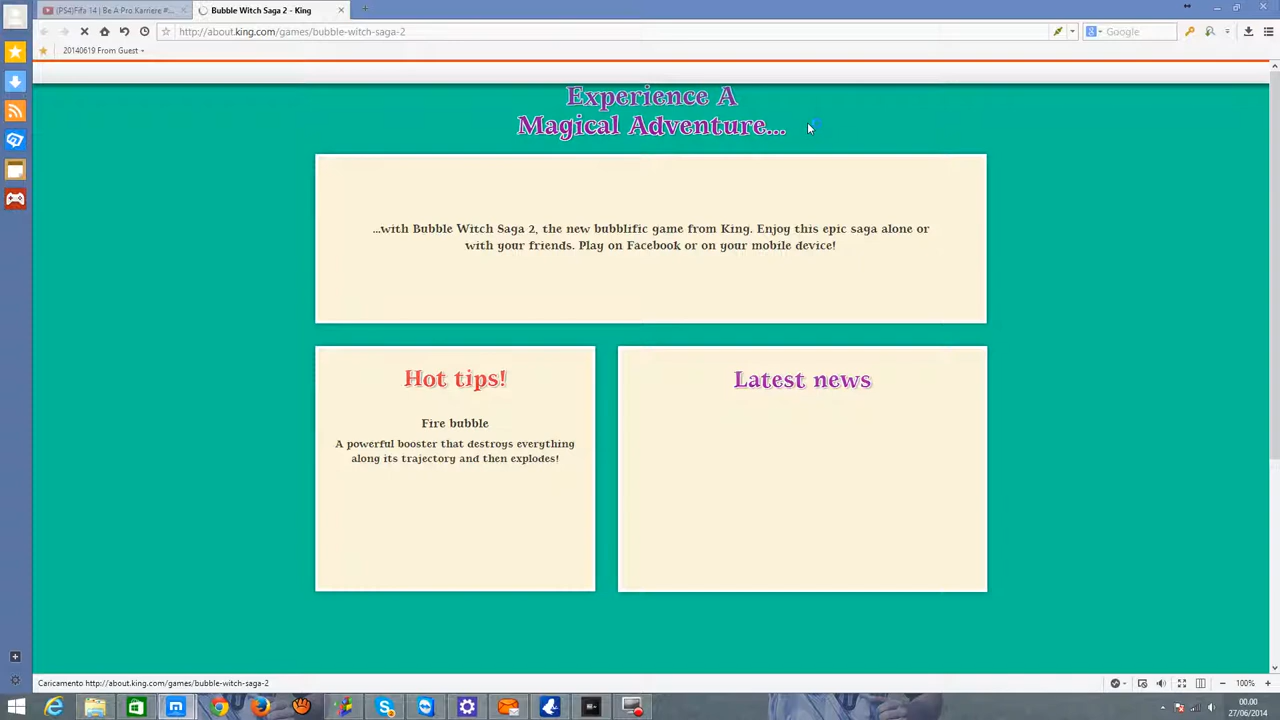 (PS4)Fifa 14 | Be A Pro Karriere #...
Bubble Witch Saga 2 - King
http://about.king.com/games/bubble-witch-saga-2
Google
20140619 From Guest
Experience A
Magical Adventure...
...with Bubble Witch Saga 2, the new bubblific game from King. Enjoy this epic saga alone or
with your friends. Play on Facebook or on your mobile device!
Hot tips!
Latest news
Fire bubble
A powerful booster that destroys everything
along its trajectory and then explodes!
Caricamento http://about.king.com/games/bubble-witch-saga-2
100%
00.00
27/06/2014